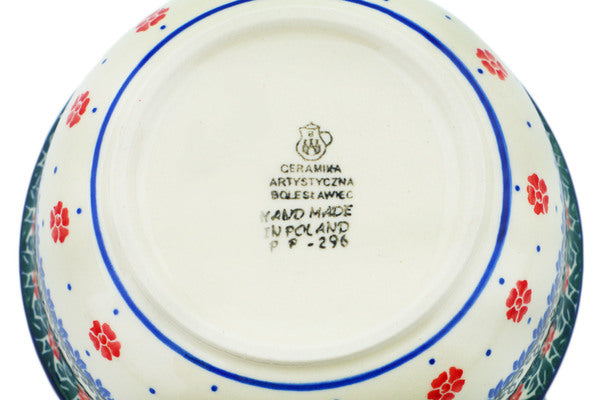 CERAMIKA
ARTYSTYCZNA
BOLESŁAWIEC
HAND MADE
IN POLAND
P P - 296